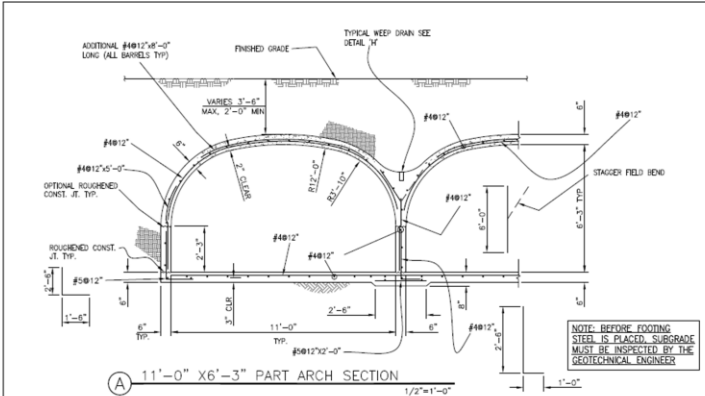 ADDITIONAL #4@12"x8'-0"
LONG (ALL BARRELS TYP)
FINISHED GRADE
TYPICAL WEEP DRAIN SEE
DETAIL 'H'
VARIES 3'-6"
MAX. 2'-0" MIN
#4@12"
#4@12"
6"
#4@12"
6"
#4@12"x5'-0"
2" CLEAR
R12'-0"
R3'-10"
STAGGER FIELD BEND
OPTIONAL ROUGHENED
CONST. JT. TYP.
#4@12"
6'-0"
6'-3" TYP.
2'-3"
ROUGHENED CONST.
JT. TYP.
#4@12"
#4@12"
#5@12"
2'-6"
6"
3" CLR
2'-6"
8"
6"
1'-6"
6"
TYP.
11'-0"
TYP.
6"
#4@12"
#5@12"X2'-0"
2'-6"
1'-0"
NOTE: BEFORE FOOTING
STEEL IS PLACED, SUBGRADE
MUST BE INSPECTED BY THE
GEOTECHNICAL ENGINEER
A 11'-0" X6'-3" PART ARCH SECTION
1/2"=1'-0"